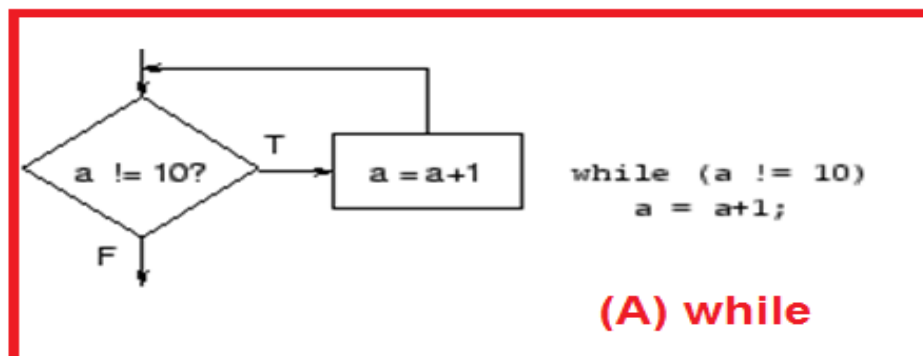 T
a != 10?
a = a+1
F
while (a != 10)
a = a+1;
(A) while